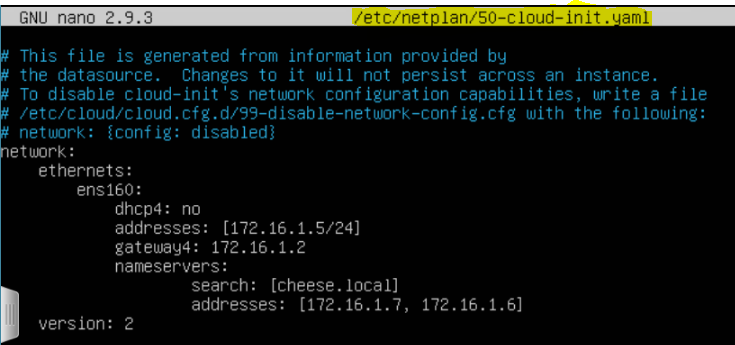 GNU nano 2.9.3 /etc/netplan/50-cloud-init.yaml
# This file is generated from information provided by
# the datasource.  Changes to it will not persist across an instance.
# To disable cloud-init's network configuration capabilities, write a file
# /etc/cloud/cloud.cfg.d/99-disable-network-config.cfg with the following:
# network: {config: disabled}
network:
    ethernets:
        ens160:
            dhcp4: no
            addresses: [172.16.1.5/24]
            gateway4: 172.16.1.2
            nameservers:
                    search: [cheese.local]
                    addresses: [172.16.1.7, 172.16.1.6]
    version: 2